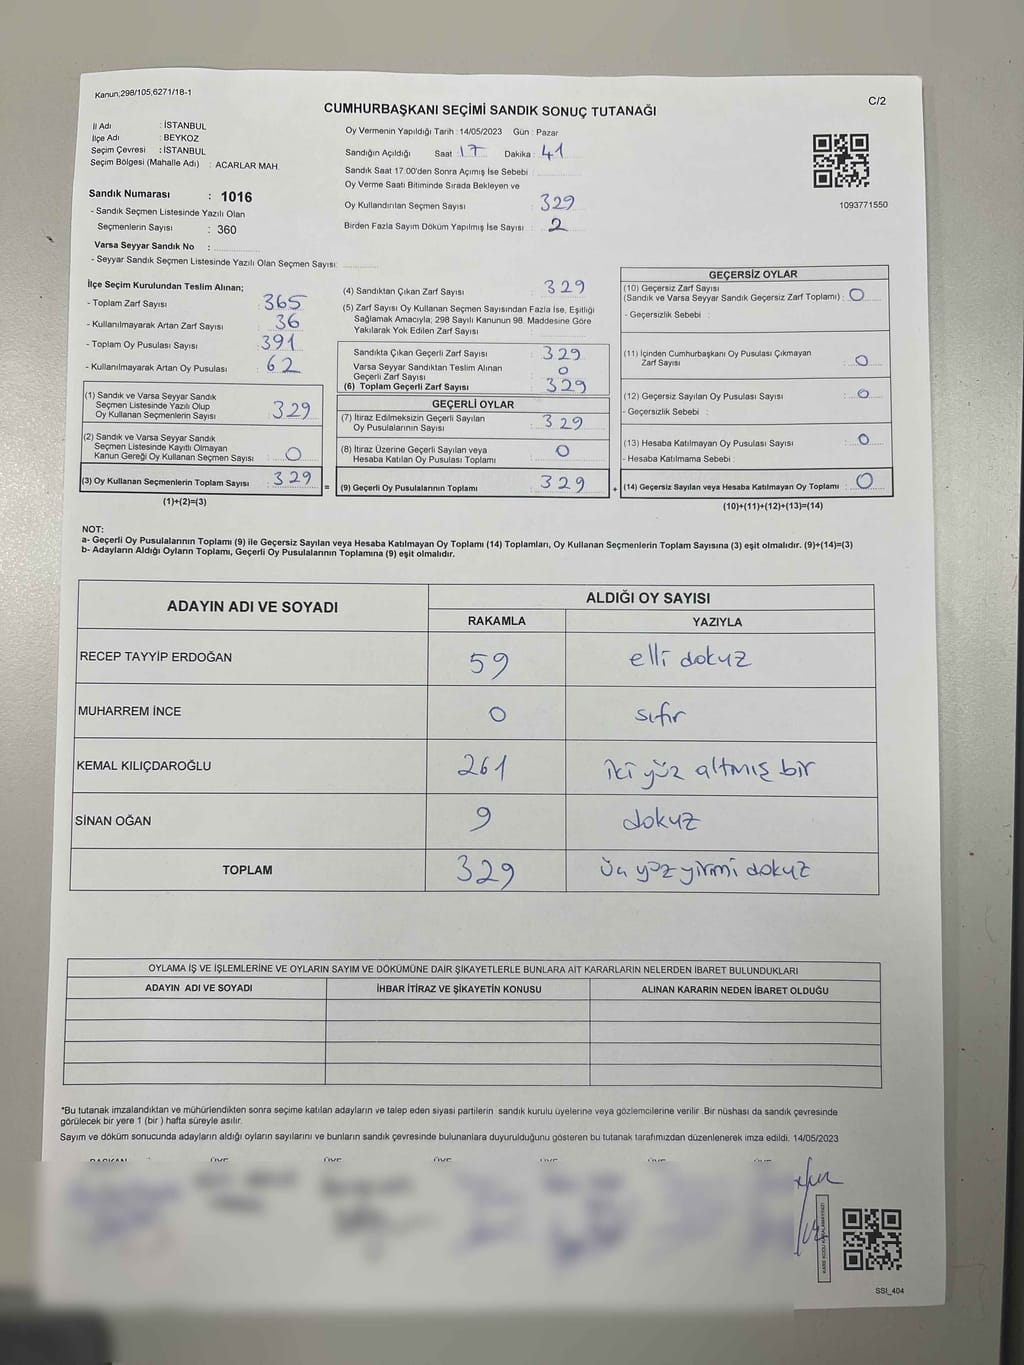 Kanun;298/105,6271/18-1
C/2
CUMHURBAŞKANI SEÇİMİ SANDIK SONUÇ TUTANAĞI
İl Adı : İSTANBUL
İlçe Adı : BEYKOZ
Seçim Çevresi : İSTANBUL
Seçim Bölgesi (Mahalle Adı) : ACARLAR MAH.
Sandık Numarası : 1016
- Sandık Seçmen Listesinde Yazılı Olan
Seçmenlerin Sayısı : 360
Varsa Seyyar Sandık No :
- Seyyar Sandık Seçmen Listesinde Yazılı Olan Seçmen Sayısı:
Oy Vermenin Yapıldığı Tarih :14/05/2023 Gün : Pazar
Sandığın Açıldığı Saat : 17 Dakika : 41
Sandık Saat 17.00'den Sonra Açımış İse Sebebi :
Oy Verme Saati Bitiminde Sırada Bekleyen ve
Oy Kullandırılan Seçmen Sayısı : 329
Birden Fazla Sayım Döküm Yapılmış İse Sayısı : 2
1093771550
İlçe Seçim Kurulundan Teslim Alınan;
- Toplam Zarf Sayısı : 365
- Kullanılmayarak Artan Zarf Sayısı : 36
- Toplam Oy Pusulası Sayısı : 391
- Kullanılmayarak Artan Oy Pusulası : 62
(1) Sandık ve Varsa Seyyar Sandık
Seçmen Listesinde Yazılı Olup
Oy Kullanan Seçmenlerin Sayısı : 329
(2) Sandık ve Varsa Seyyar Sandık
Seçmen Listesinde Kayıtlı Olmayan
Kanun Gereği Oy Kullanan Seçmen Sayısı : 0
(3) Oy Kullanan Seçmenlerin Toplam Sayısı : 329
(1)+(2)=(3)
(4) Sandıktan Çıkan Zarf Sayısı : 329
(5) Zarf Sayısı Oy Kullanan Seçmen Sayısından Fazla İse, Eşitliği
Sağlamak Amacıyla; 298 Sayılı Kanunun 98. Maddesine Göre
Yakılarak Yok Edilen Zarf Sayısı :
Sandıkta Çıkan Geçerli Zarf Sayısı : 329
Varsa Seyyar Sandıktan Teslim Alınan
Geçerli Zarf Sayısı : 0
(6) Toplam Geçerli Zarf Sayısı : 329
GEÇERLİ OYLAR
(7) İtiraz Edilmeksizin Geçerli Sayılan
Oy Pusulalarının Sayısı : 329
(8) İtiraz Üzerine Geçerli Sayılan veya
Hesaba Katılan Oy Pusulası Toplamı : 0
= (9) Geçerli Oy Pusulalarının Toplamı : 329
GEÇERSİZ OYLAR
(10) Geçersiz Zarf Sayısı
(Sandık ve Varsa Seyyar Sandık Geçersiz Zarf Toplamı) : 0
- Geçersizlik Sebebi :
(11) İçinden Cumhurbaşkanı Oy Pusulası Çıkmayan
Zarf Sayısı : 0
(12) Geçersiz Sayılan Oy Pusulası Sayısı : 0
- Geçersizlik Sebebi :
(13) Hesaba Katılmayan Oy Pusulası Sayısı : 0
- Hesaba Katılmama Sebebi :
+ (14) Geçersiz Sayılan veya Hesaba Katılmayan Oy Toplamı : 0
(10)+(11)+(12)+(13)=(14)
NOT:
a- Geçerli Oy Pusulalarının Toplamı (9) ile Geçersiz Sayılan veya Hesaba Katılmayan Oy Toplamı (14) Toplamları, Oy Kullanan Seçmenlerin Toplam Sayısına (3) eşit olmalıdır. (9)+(14)=(3)
b- Adayların Aldığı Oyların Toplamı, Geçerli Oy Pusulalarının Toplamına (9) eşit olmalıdır.
ADAYIN ADI VE SOYADI
ALDIĞI OY SAYISI
RAKAMLA YAZIYLA
RECEP TAYYİP ERDOĞAN 59 elli dokuz
MUHARREM İNCE 0 sıfır
KEMAL KILIÇDAROĞLU 261 iki yüz altmış bir
SİNAN OĞAN 9 dokuz
TOPLAM 329 üç yüz yirmi dokuz
OYLAMA İŞ VE İŞLEMLERİNE VE OYLARIN SAYIM VE DÖKÜMÜNE DAİR ŞİKAYETLERLE BUNLARA AİT KARARLARIN NELERDEN İBARET BULUNDUKLARI
ADAYIN ADI VE SOYADI İHBAR İTİRAZ VE ŞİKAYETİN KONUSU ALINAN KARARIN NEDEN İBARET OLDUĞU
*Bu tutanak imzalandıktan ve mühürlendikten sonra seçime katılan adayların ve talep eden siyasi partilerin sandık kurulu üyelerine veya gözlemcilerine verilir. Bir nüshası da sandık çevresinde
görülecek bir yere 1 (bir ) hafta süreyle asılır.
Sayım ve döküm sonucunda adayların aldığı oyların sayılarını ve bunların sandık çevresinde bulunanlara duyurulduğunu gösteren bu tutanak tarafımızdan düzenlenerek imza edildi. 14/05/2023
BAŞKAN ÜYE ÜYE ÜYE ÜYE ÜYE ÜYE
SSI_404